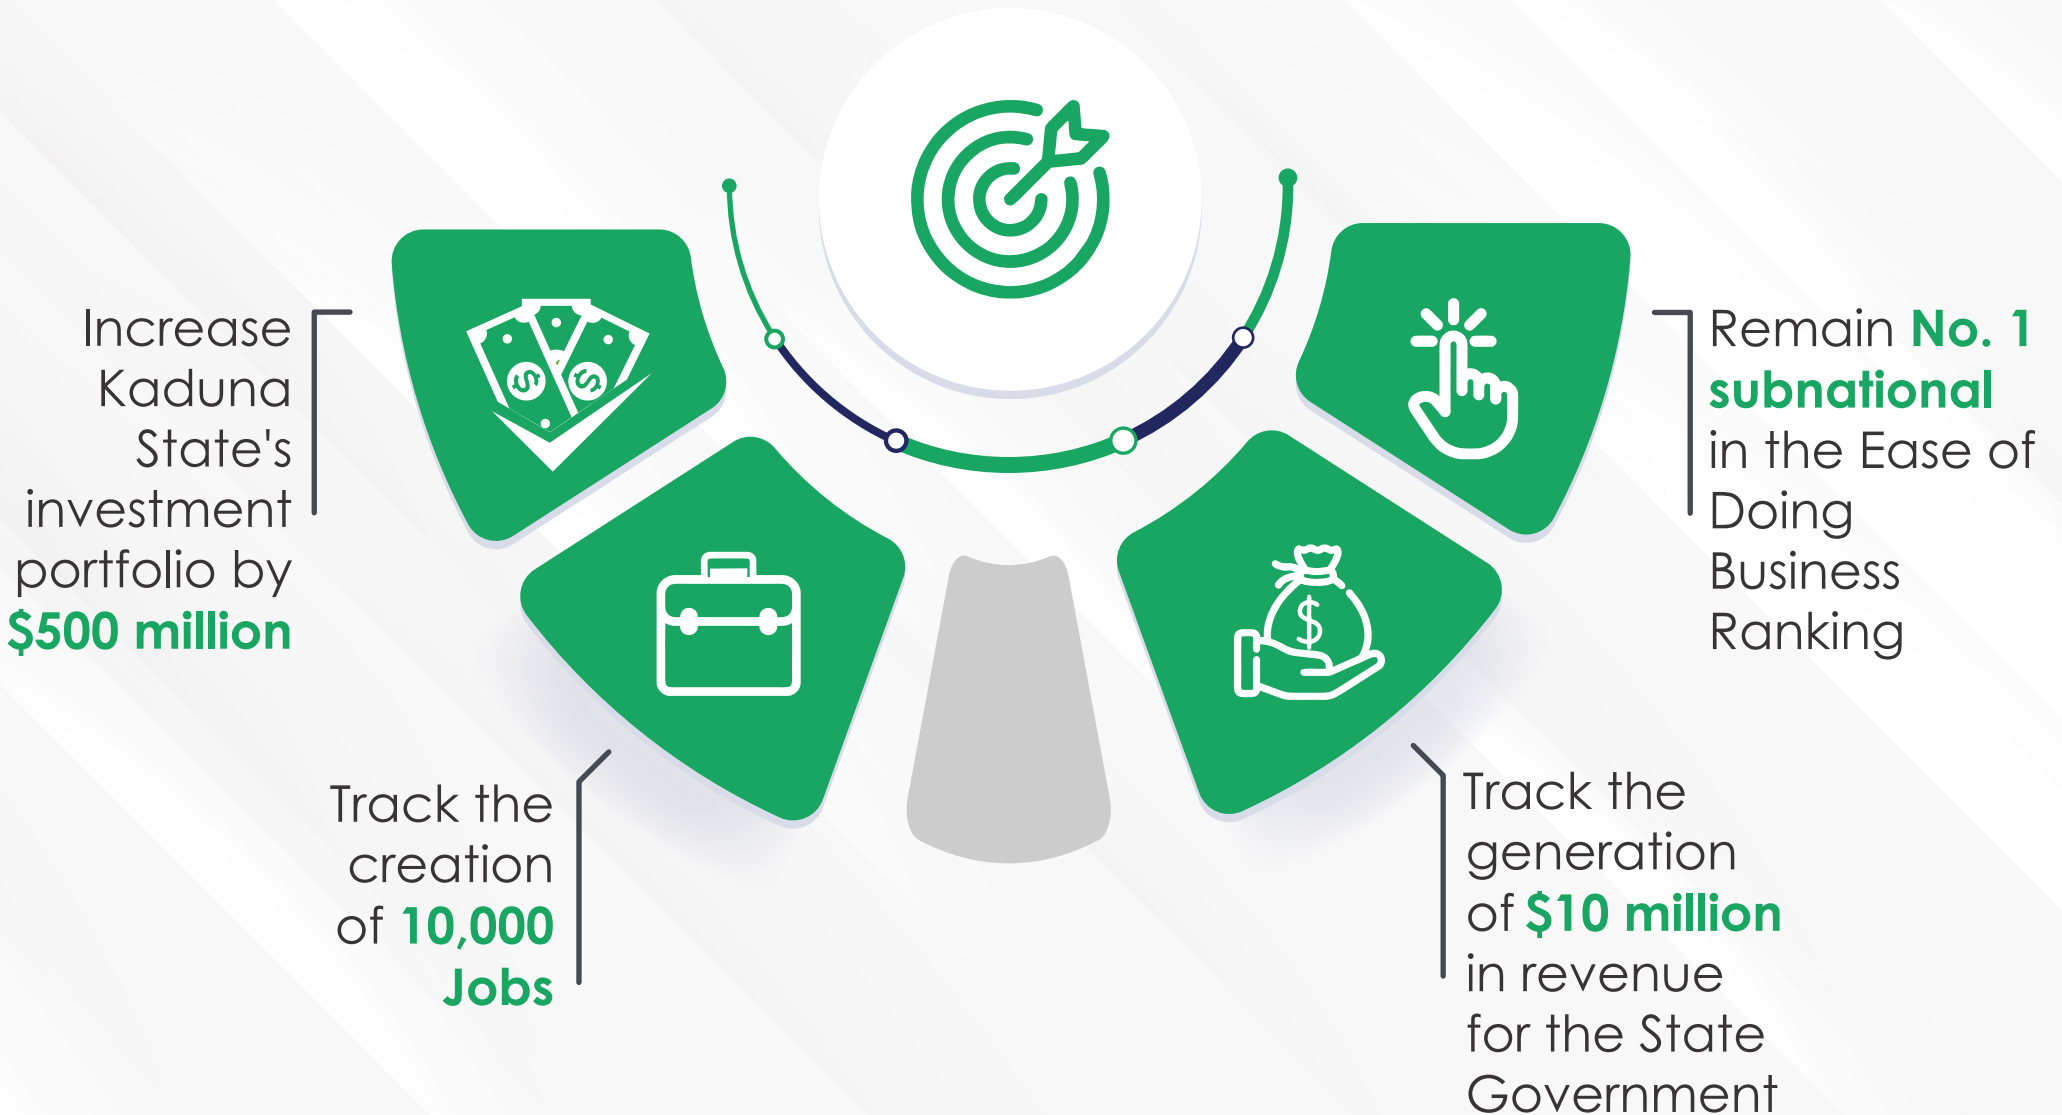 Increase
Kaduna
State's
investment
portfolio by
$500 million
Track the
creation
of 10,000
Jobs
Track the
generation
of $10 million
in revenue
for the State
Government
Remain No. 1
subnational
in the Ease of
Doing
Business
Ranking